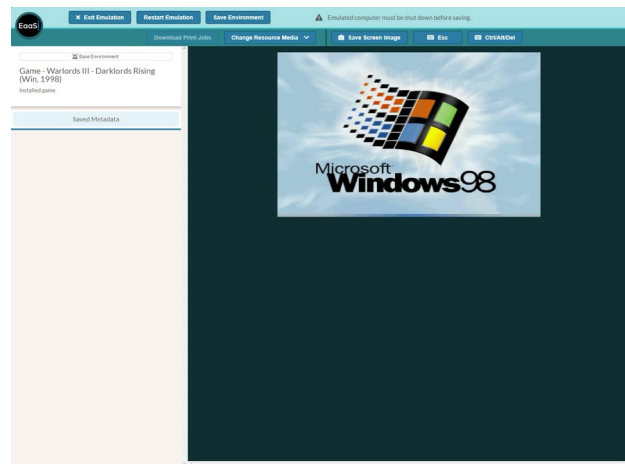 EaaSI
✕ Exit Emulation
Restart Emulation
Save Environment
Emulated computer must be shut down before saving.
Download Print Jobs
Change Resource Media
Save Screen Image
Esc
Ctrl/Alt/Del
Base Environment
Game - Warlords III - Darklords Rising
(Win, 1998)
Installed game
Saved Metadata
Microsoft
Windows98